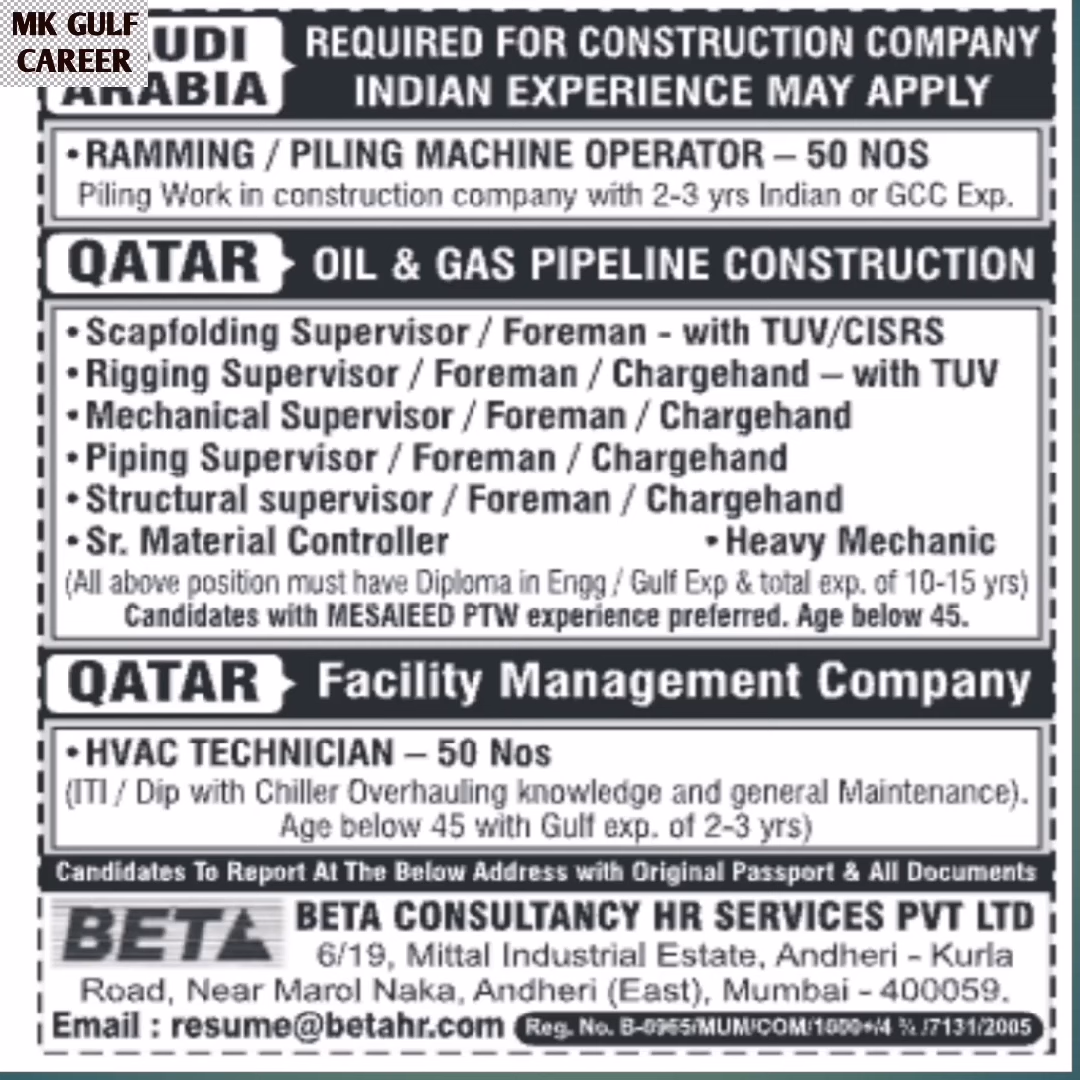 MK GULF
CAREER
UDI
ARABIA
REQUIRED FOR CONSTRUCTION COMPANY
INDIAN EXPERIENCE MAY APPLY
• RAMMING / PILING MACHINE OPERATOR – 50 NOS
Piling Work in construction company with 2-3 yrs Indian or GCC Exp.
QATAR OIL & GAS PIPELINE CONSTRUCTION
• Scapfolding Supervisor / Foreman - with TUV/CISRS
• Rigging Supervisor / Foreman / Chargehand – with TUV
• Mechanical Supervisor / Foreman / Chargehand
• Piping Supervisor / Foreman / Chargehand
• Structural supervisor / Foreman / Chargehand
• Sr. Material Controller • Heavy Mechanic
(All above position must have Diploma in Engg / Gulf Exp & total exp. of 10-15 yrs)
Candidates with MESAIEED PTW experience preferred. Age below 45.
QATAR Facility Management Company
• HVAC TECHNICIAN – 50 Nos
(ITI / Dip with Chiller Overhauling knowledge and general Maintenance).
Age below 45 with Gulf exp. of 2-3 yrs)
Candidates To Report At The Below Address with Original Passport & All Documents
BETA BETA CONSULTANCY HR SERVICES PVT LTD
6/19, Mittal Industrial Estate, Andheri - Kurla
Road, Near Marol Naka, Andheri (East), Mumbai - 400059.
Email : resume@betahr.com Reg. No.